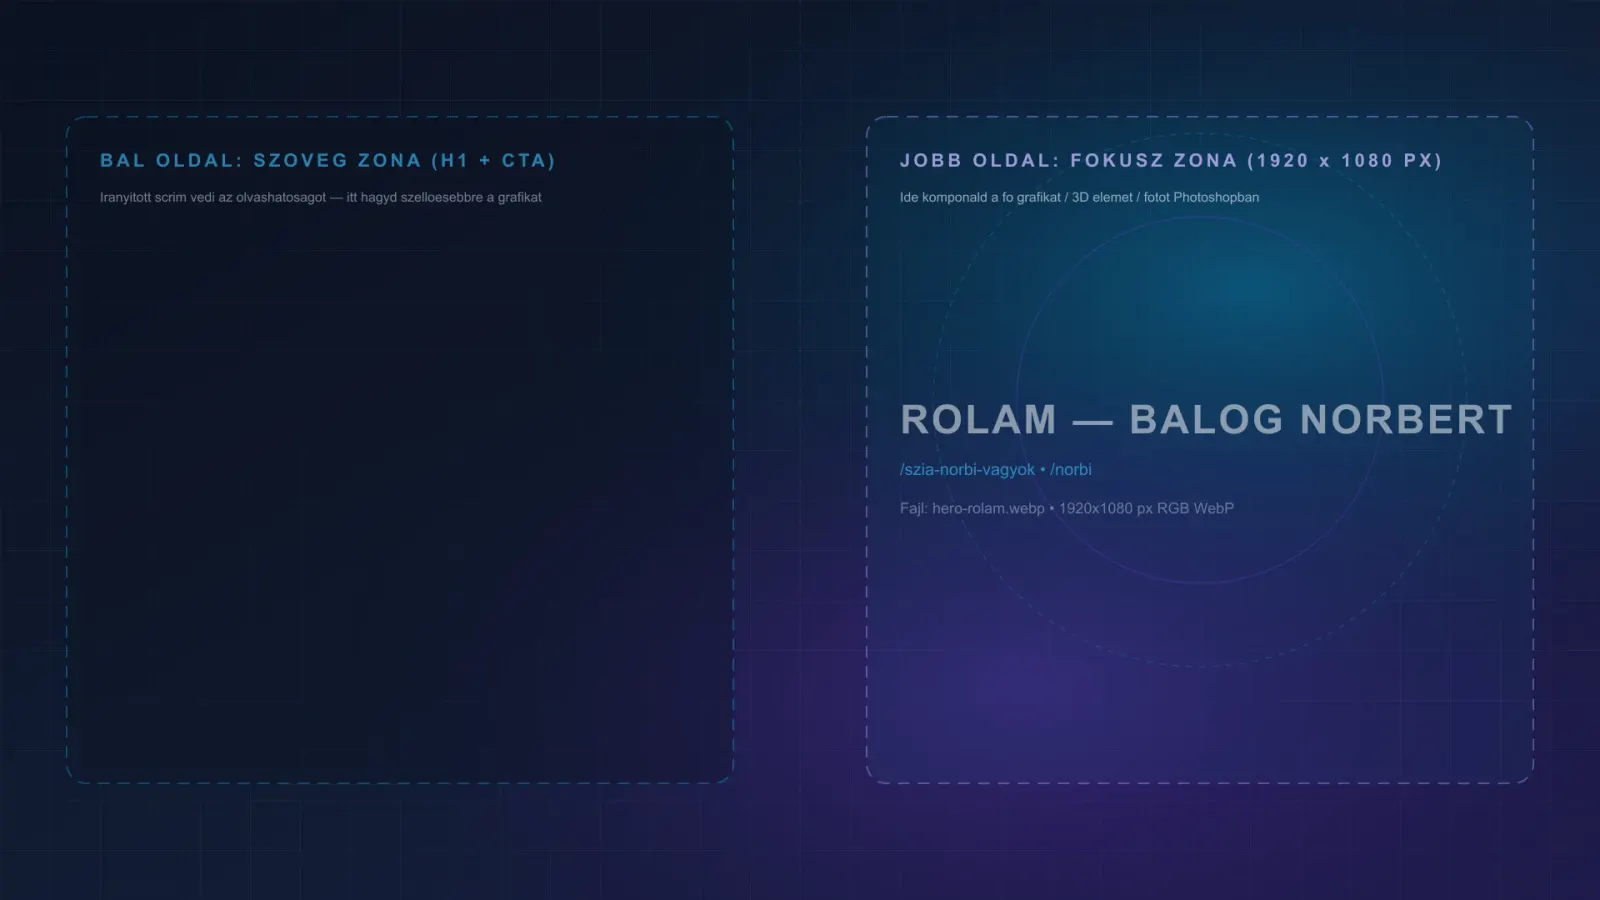 BAL OLDAL: SZOVEG ZONA (H1 + CTA)
Iranyitott scrim vedi az olvashatosagot — itt hagyd szelloesebbre a grafikat
JOBB OLDAL: FOKUSZ ZONA (1920 x 1080 PX)
Ide komponald a fo grafikat / 3D elemet / fotot Photoshopban
ROLAM — BALOG NORBERT
/szia-norbi-vagyok • /norbi
Fajl: hero-rolam.webp • 1920x1080 px RGB WebP